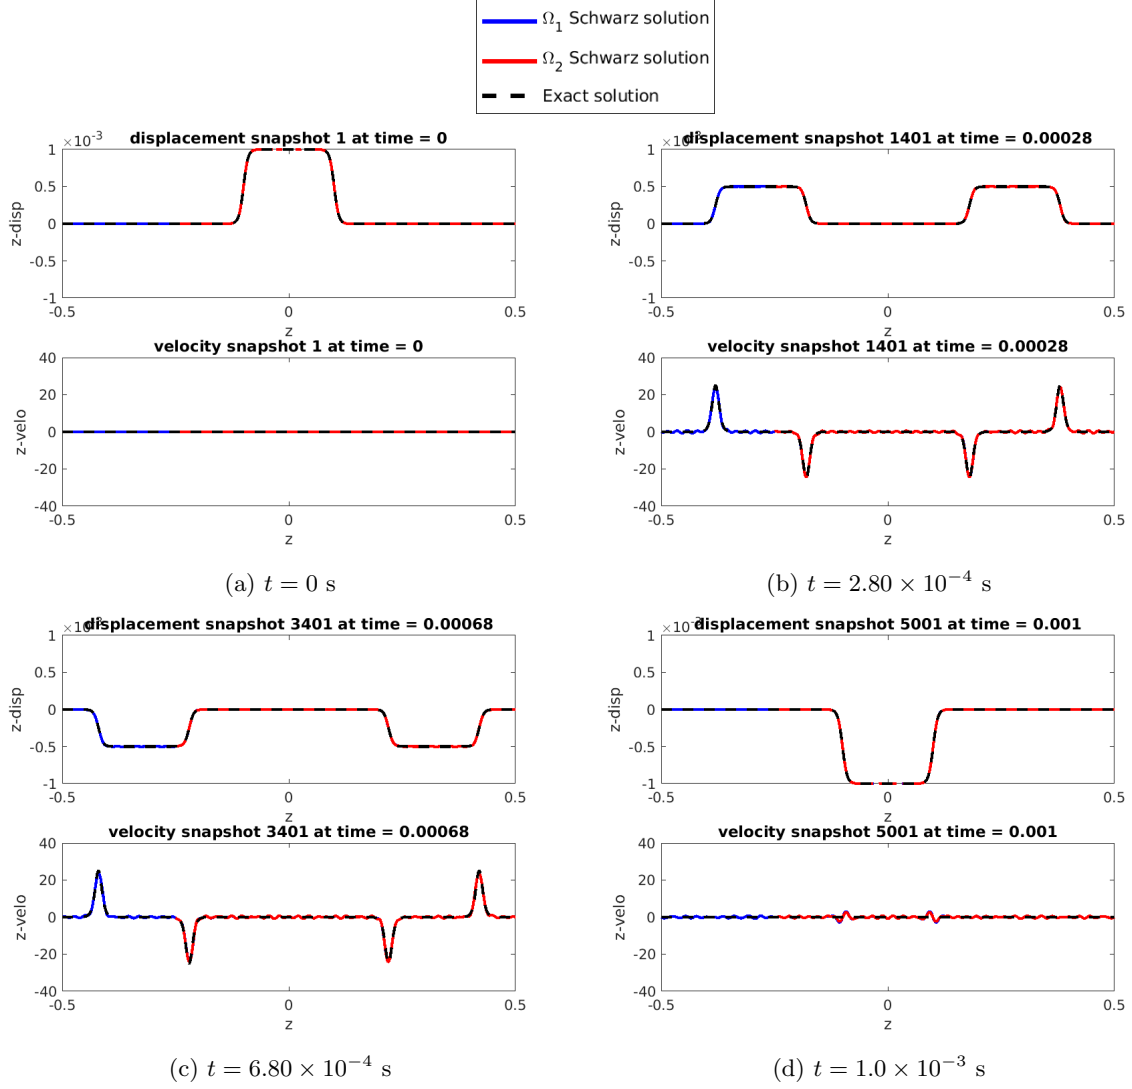 Ω1 Schwarz solution
Ω2 Schwarz solution
Exact solution
×10-3
displacement snapshot 1 at time = 0
1
0.5
0
-0.5
-1
z-disp
-0.5 0 0.5
z
velocity snapshot 1 at time = 0
40
20
0
-20
-40
z-velo
-0.5 0 0.5
z
(a) t = 0 s
displacement snapshot 1401 at time = 0.00028
1
0.5
0
-0.5
-1
z-disp
-0.5 0 0.5
z
velocity snapshot 1401 at time = 0.00028
40
20
0
-20
-40
z-velo
-0.5 0 0.5
z
(b) t = 2.80 × 10−4 s
displacement snapshot 3401 at time = 0.00068
1
0.5
0
-0.5
-1
z-disp
-0.5 0 0.5
z
velocity snapshot 3401 at time = 0.00068
40
20
0
-20
-40
z-velo
-0.5 0 0.5
z
(c) t = 6.80 × 10−4 s
displacement snapshot 5001 at time = 0.001
1
0.5
0
-0.5
-1
z-disp
-0.5 0 0.5
z
velocity snapshot 5001 at time = 0.001
40
20
0
-20
-40
z-velo
-0.5 0 0.5
z
(d) t = 1.0 × 10−3 s